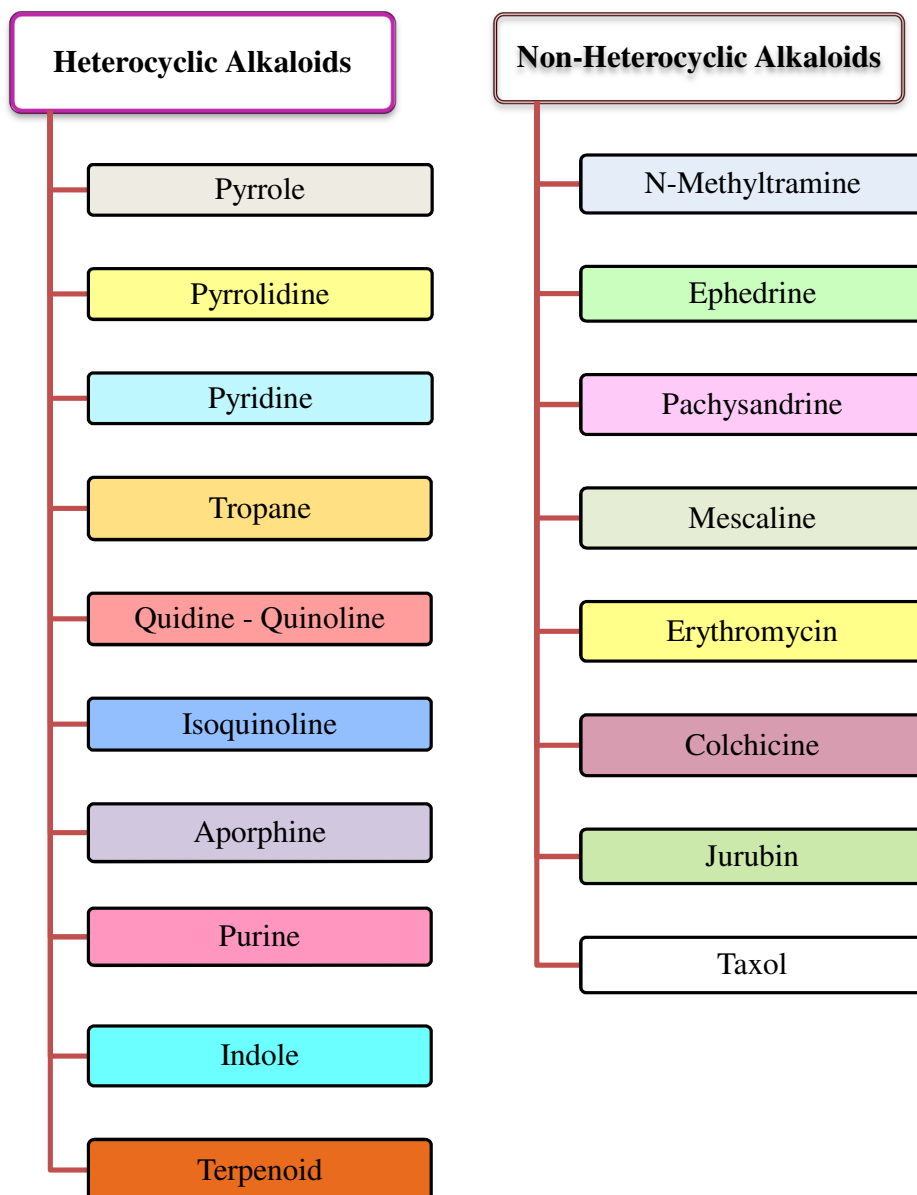 Heterocyclic Alkaloids
Pyrrole
Pyrrolidine
Pyridine
Tropane
Quidine - Quinoline
Isoquinoline
Aporphine
Purine
Indole
Terpenoid
Non-Heterocyclic Alkaloids
N-Methyltramine
Ephedrine
Pachysandrine
Mescaline
Erythromycin
Colchicine
Jurubin
Taxol